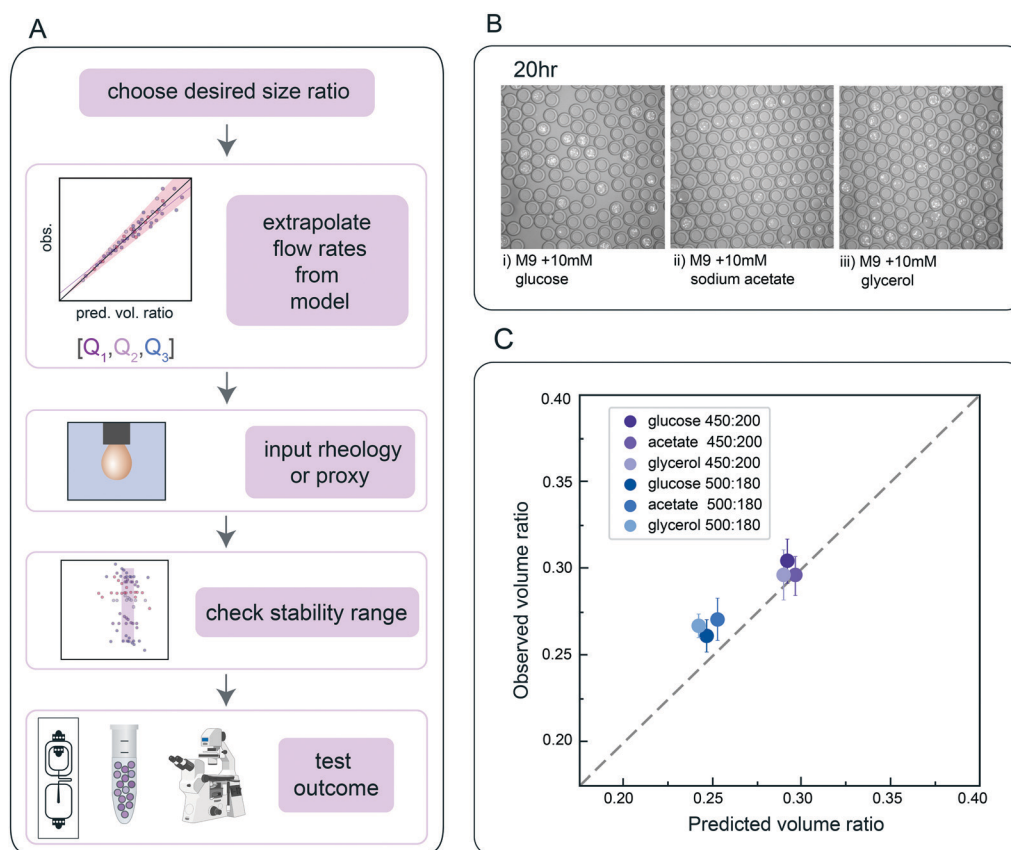 A
choose desired size ratio
obs.
pred. vol. ratio
[Q1,Q2,Q3]
extrapolate
flow rates
from
model
input rheology
or proxy
check stability range
test
outcome
B
20hr
i) M9 +10mM
glucose
ii) M9 +10mM
sodium acetate
iii) M9 +10mM
glycerol
C
Observed volume ratio
0.40
0.35
0.30
0.25
0.20
glucose 450:200
acetate 450:200
glycerol 450:200
glucose 500:180
acetate 500:180
glycerol 500:180
0.20
0.25
0.30
0.35
0.40
Predicted volume ratio